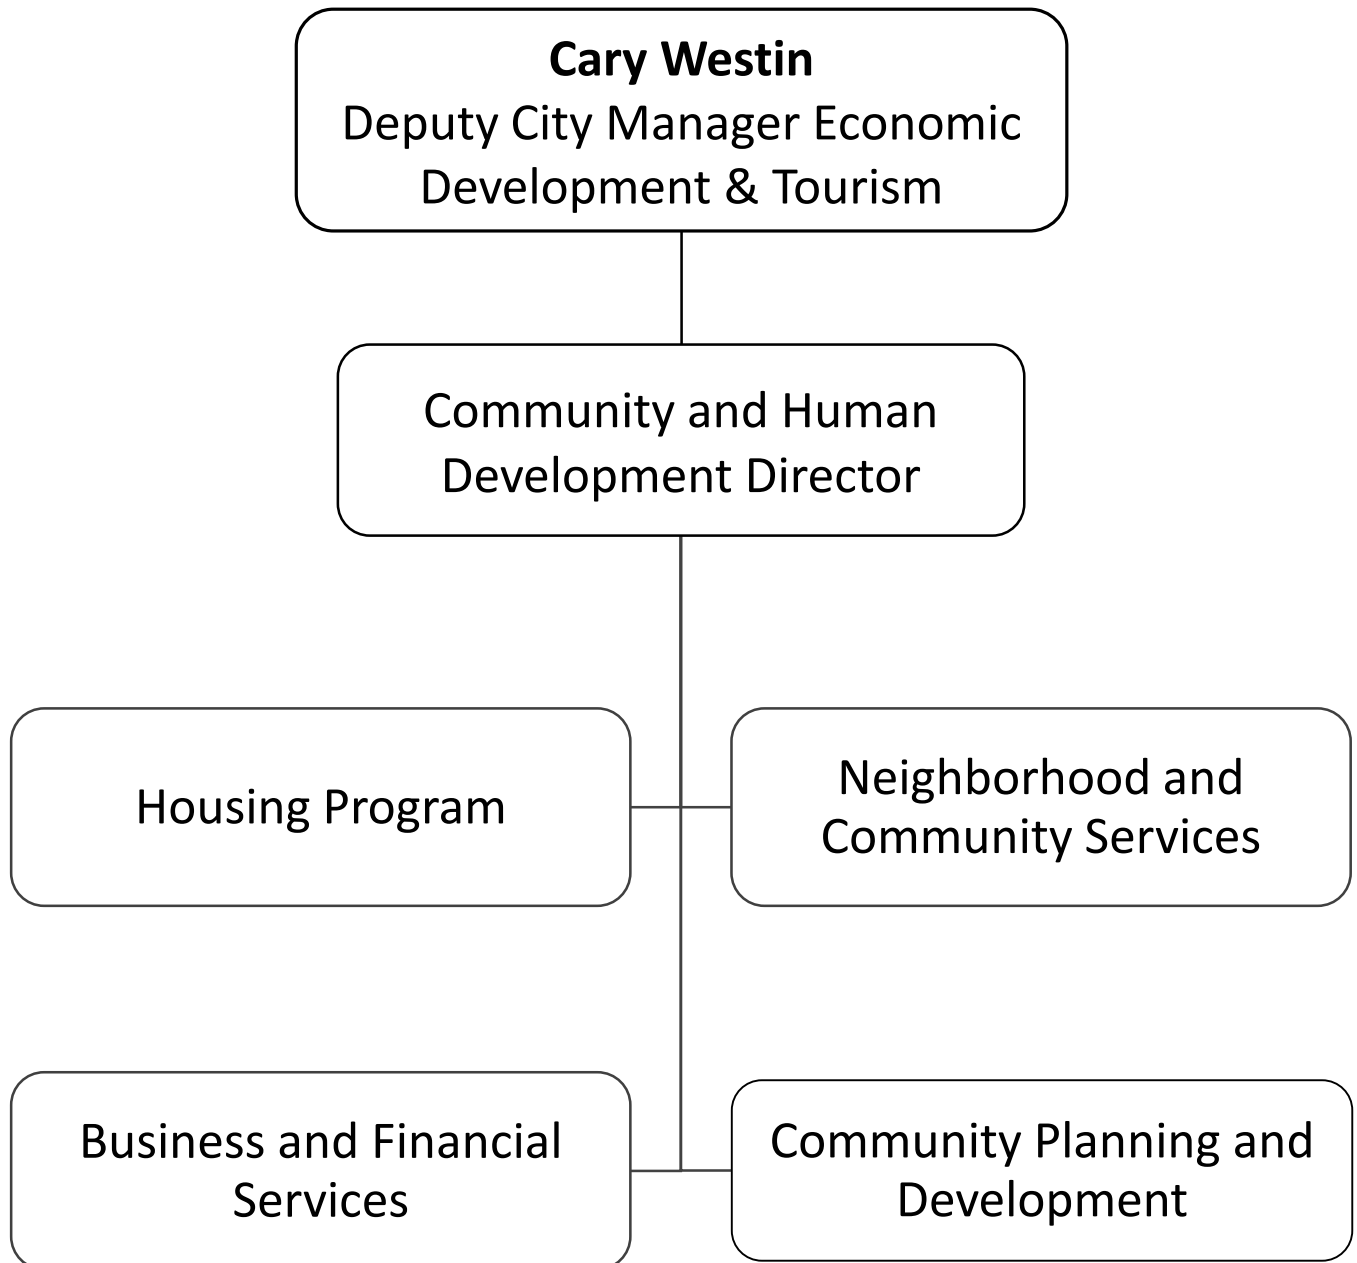 Cary Westin
Deputy City Manager Economic
Development & Tourism
Community and Human
Development Director
Housing Program
Neighborhood and
Community Services
Business and Financial
Services
Community Planning and
Development